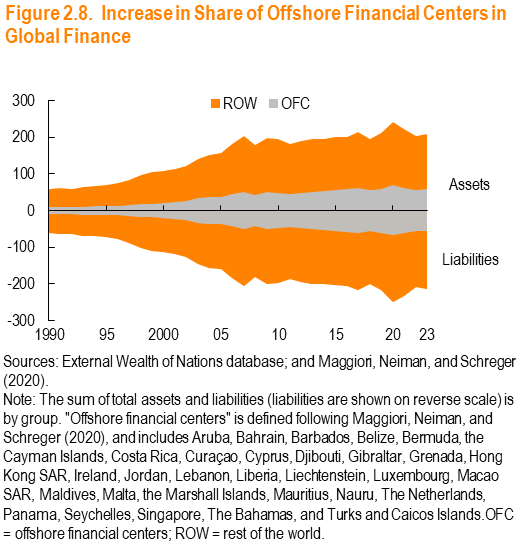 Figure 2.8. Increase in Share of Offshore Financial Centers in
Global Finance
ROW OFC
300
200
100
0
-100
-200
-300
Assets
Liabilities
1990 95 2000 05 10 15 20 23
Sources: External Wealth of Nations database; and Maggiori, Neiman, and Schreger
(2020).
Note: The sum of total assets and liabilities (liabilities are shown on reverse scale) is
by group. "Offshore financial centers" is defined following Maggiori, Neiman, and
Schreger (2020), and includes Aruba, Bahrain, Barbados, Belize, Bermuda, the
Cayman Islands, Costa Rica, Curaçao, Cyprus, Djibouti, Gibraltar, Grenada, Hong
Kong SAR, Ireland, Jordan, Lebanon, Liberia, Liechtenstein, Luxembourg, Macao
SAR, Maldives, Malta, the Marshall Islands, Mauritius, Nauru, The Netherlands,
Panama, Seychelles, Singapore, The Bahamas, and Turks and Caicos Islands.OFC
= offshore financial centers; ROW = rest of the world.